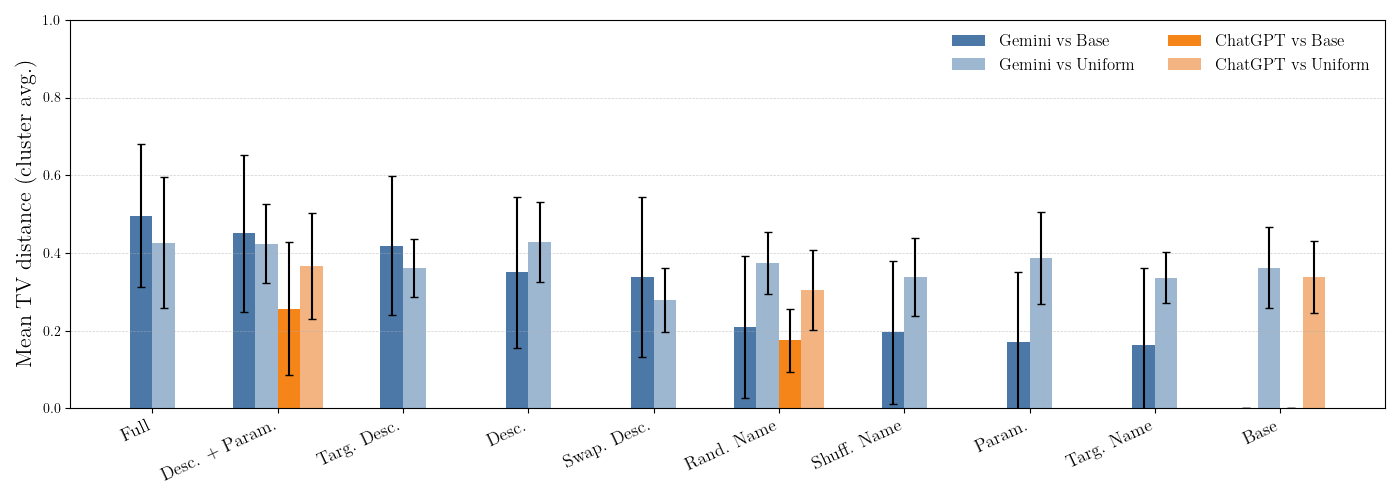 Mean TV distance (cluster avg.)
1.0
0.8
0.6
0.4
0.2
0.0
Gemini vs Base
Gemini vs Uniform
ChatGPT vs Base
ChatGPT vs Uniform
Full
Desc. + Param.
Targ. Desc.
Desc.
Swap. Desc.
Rand. Name
Shuff. Name
Param.
Targ. Name
Base